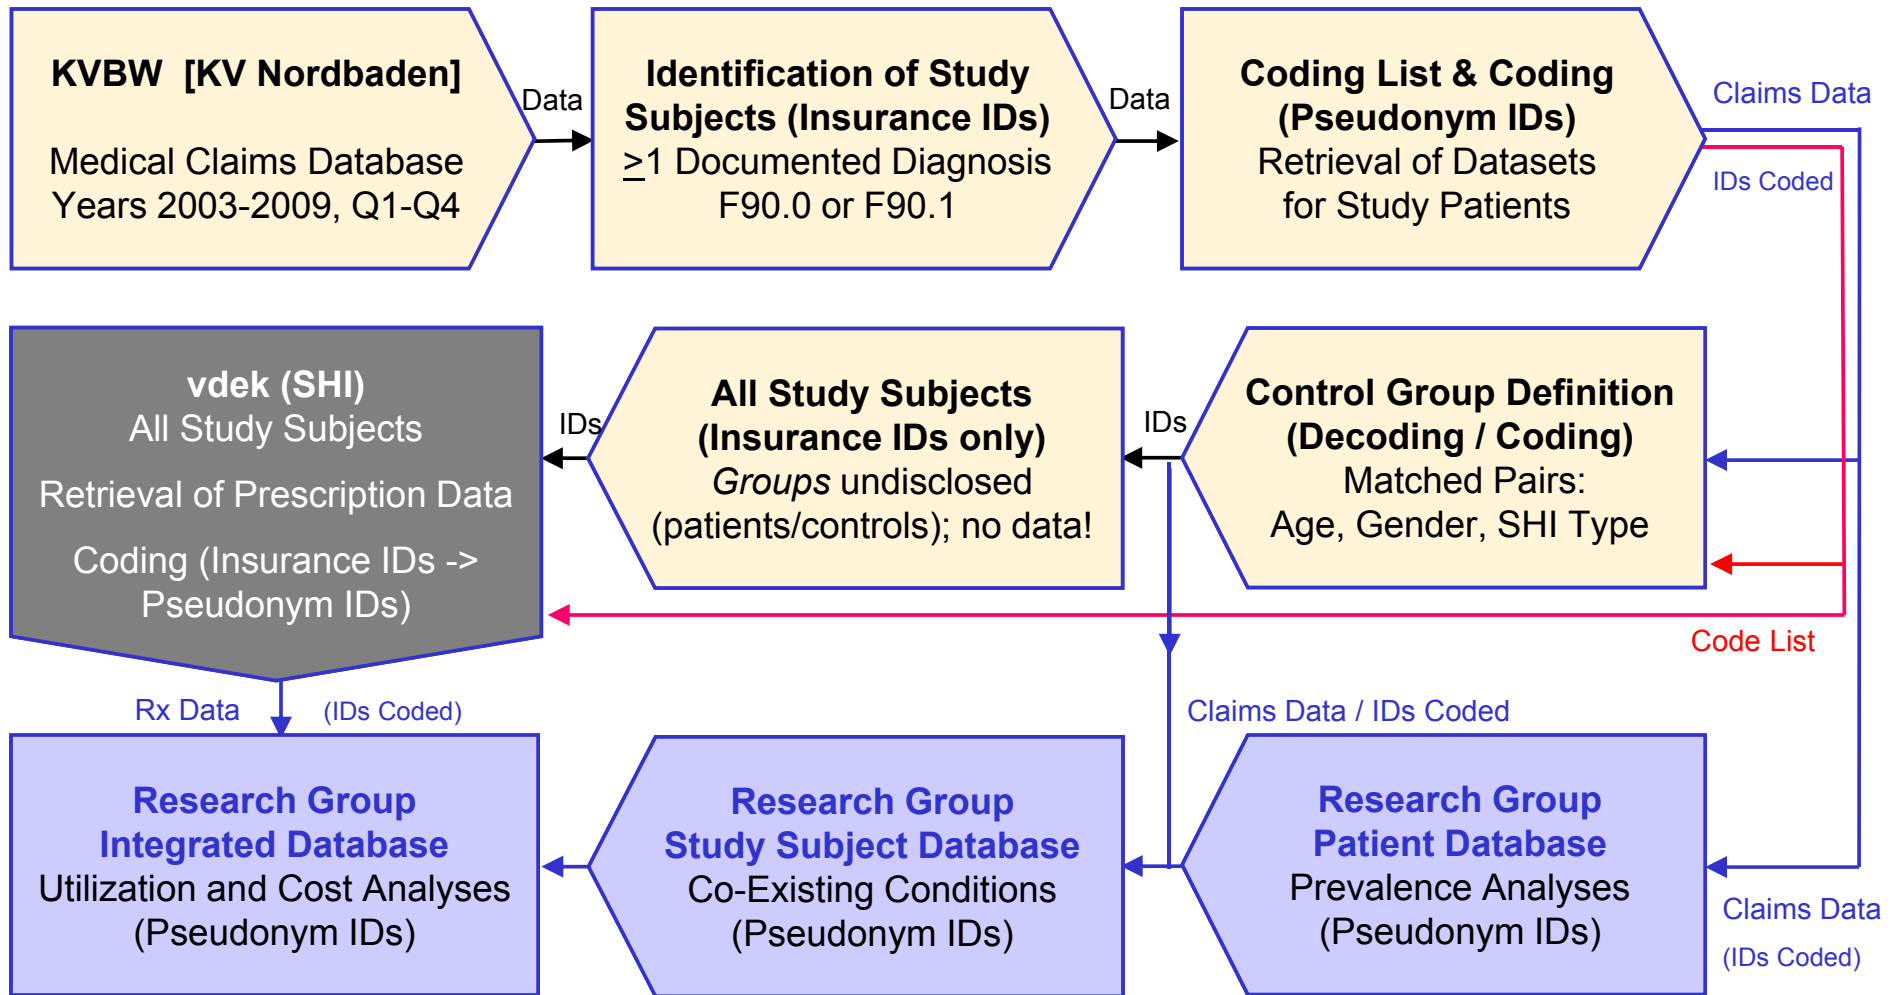 KVBW [KV Nordbaden]
Medical Claims Database
Years 2003-2009, Q1-Q4
Data
Identification of Study
Subjects (Insurance IDs)
≥1 Documented Diagnosis
F90.0 or F90.1
Data
Coding List & Coding
(Pseudonym IDs)
Retrieval of Datasets
for Study Patients
Claims Data
IDs Coded
vdek (SHI)
All Study Subjects
Retrieval of Prescription Data
Coding (Insurance IDs ->
Pseudonym IDs)
IDs
All Study Subjects
(Insurance IDs only)
Groups undisclosed
(patients/controls); no data!
IDs
Control Group Definition
(Decoding / Coding)
Matched Pairs:
Age, Gender, SHI Type
Code List
Rx Data
(IDs Coded)
Claims Data / IDs Coded
Research Group
Integrated Database
Utilization and Cost Analyses
(Pseudonym IDs)
Research Group
Study Subject Database
Co-Existing Conditions
(Pseudonym IDs)
Research Group
Patient Database
Prevalence Analyses
(Pseudonym IDs)
Claims Data
(IDs Coded)